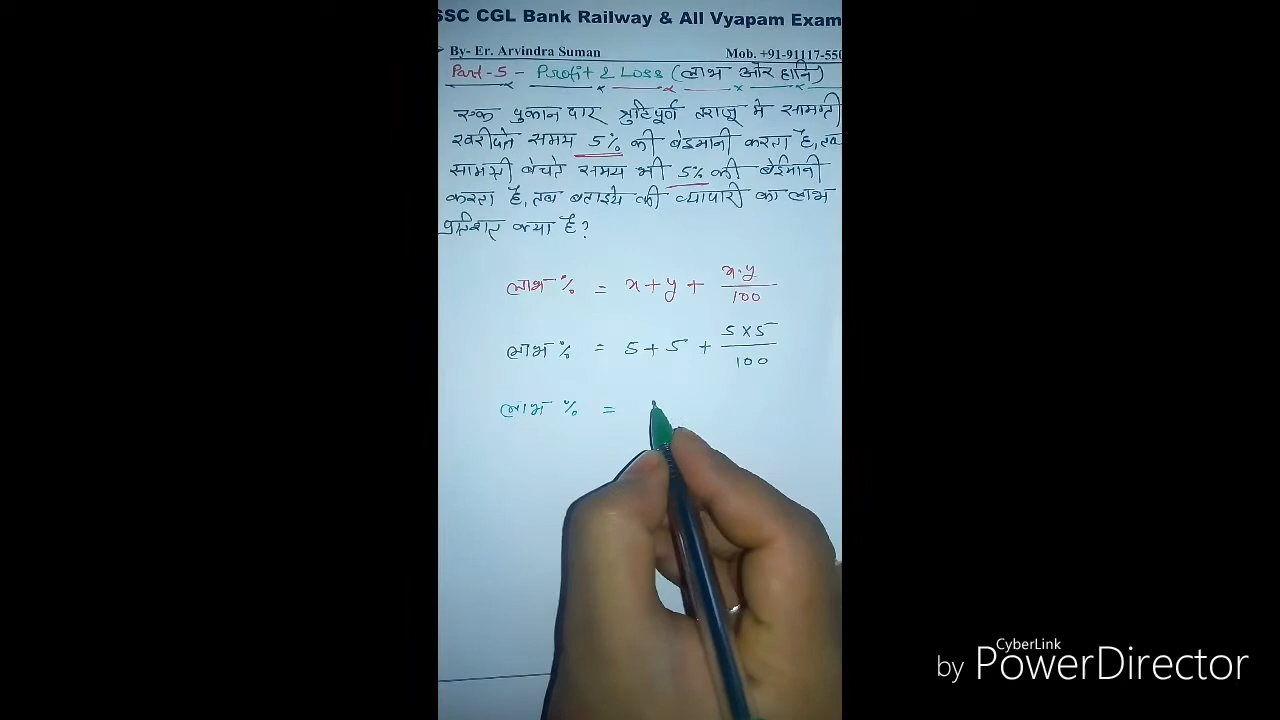 SSC CGL Bank Railway & All Vyapam Exam
By- Er. Arvindra Suman Mob. +91-91117-550
Part-5 - Profit & Loss (लाभ और हानि)
एक दुकानदार त्रुटिपूर्ण तराजू मे सामग्री
खरीदते समय 5% की बेइमानी करता है, तब
सामग्री बेचते समय भी 5% की बेईमानी
करता है, तब बताइये की व्यापारी का लाभ
प्रतिशत क्या है?
लाभ % = x + y + x.y/100
लाभ % = 5 + 5 + 5 x 5/100
लाभ % =
CyberLink
by PowerDirector